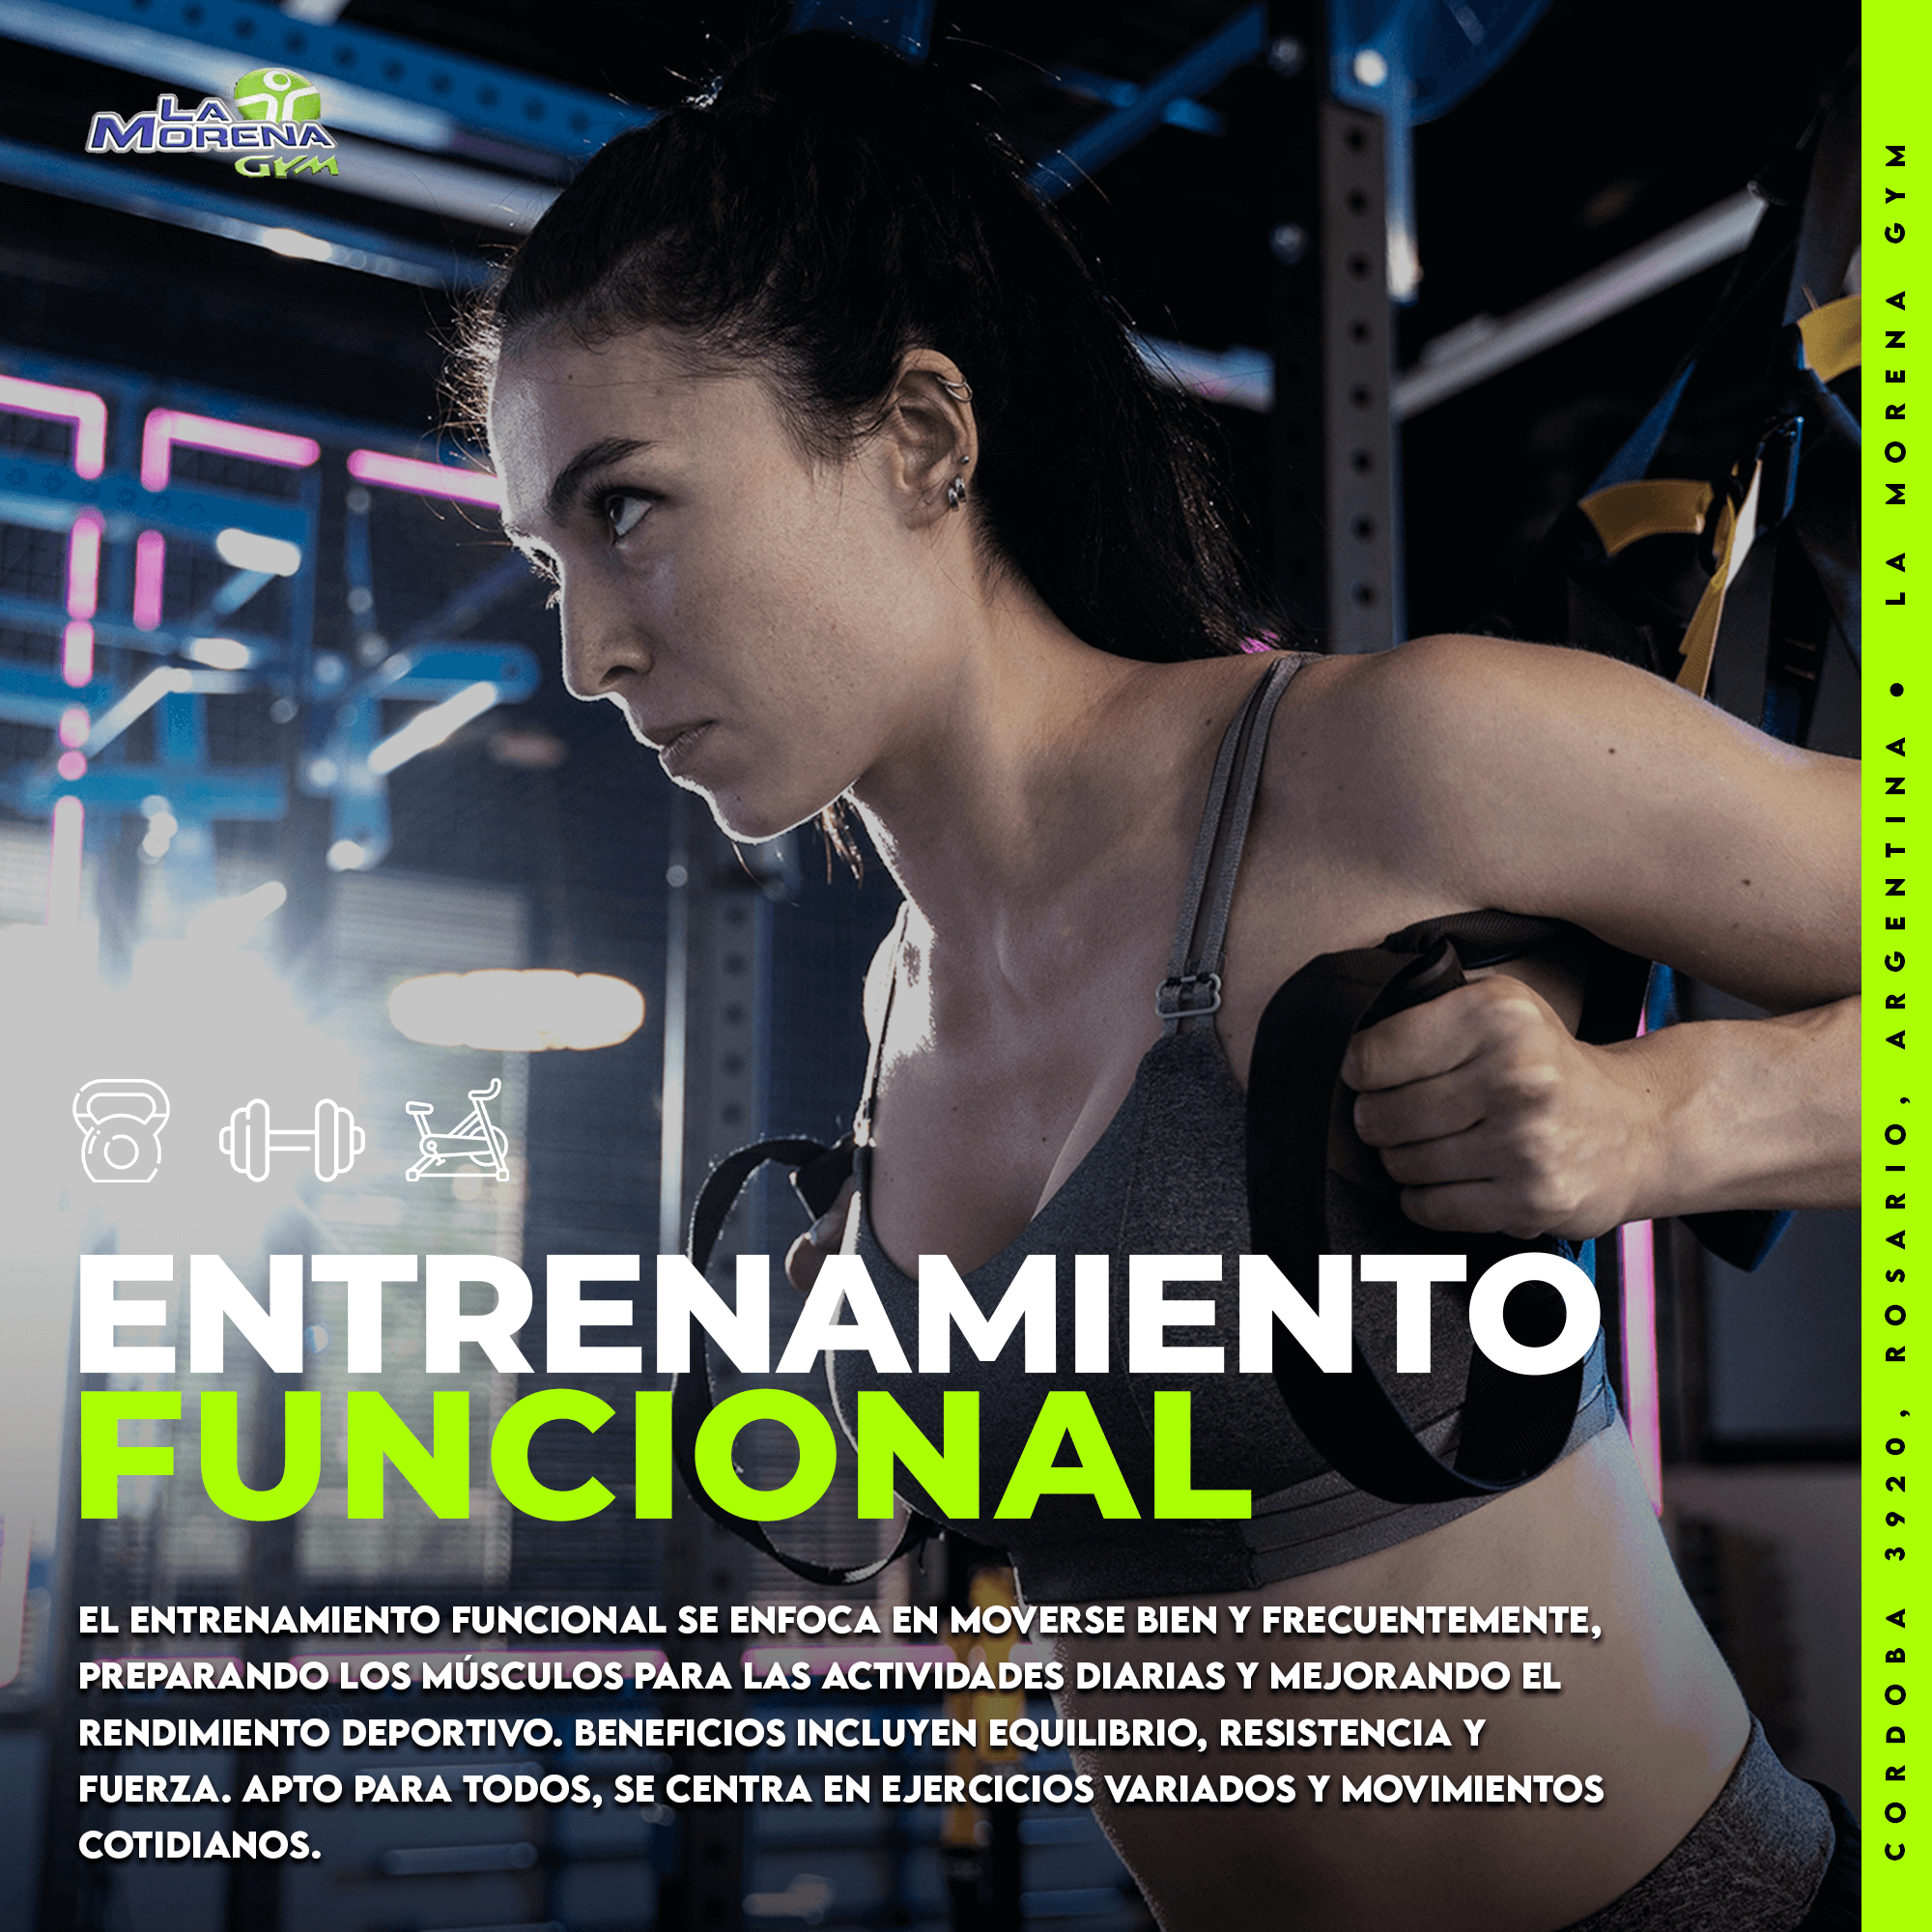 LA
MORENA
GYM
ENTRENAMIENTO
FUNCIONAL
EL ENTRENAMIENTO FUNCIONAL SE ENFOCA EN MOVERSE BIEN Y FRECUENTEMENTE,
PREPARANDO LOS MÚSCULOS PARA LAS ACTIVIDADES DIARIAS Y MEJORANDO EL
RENDIMIENTO DEPORTIVO. BENEFICIOS INCLUYEN EQUILIBRIO, RESISTENCIA Y
FUERZA. APTO PARA TODOS, SE CENTRA EN EJERCICIOS VARIADOS Y MOVIMIENTOS
COTIDIANOS.
CORDOBA 3920, ROSARIO, ARGENTINA • LA MORENA GYM